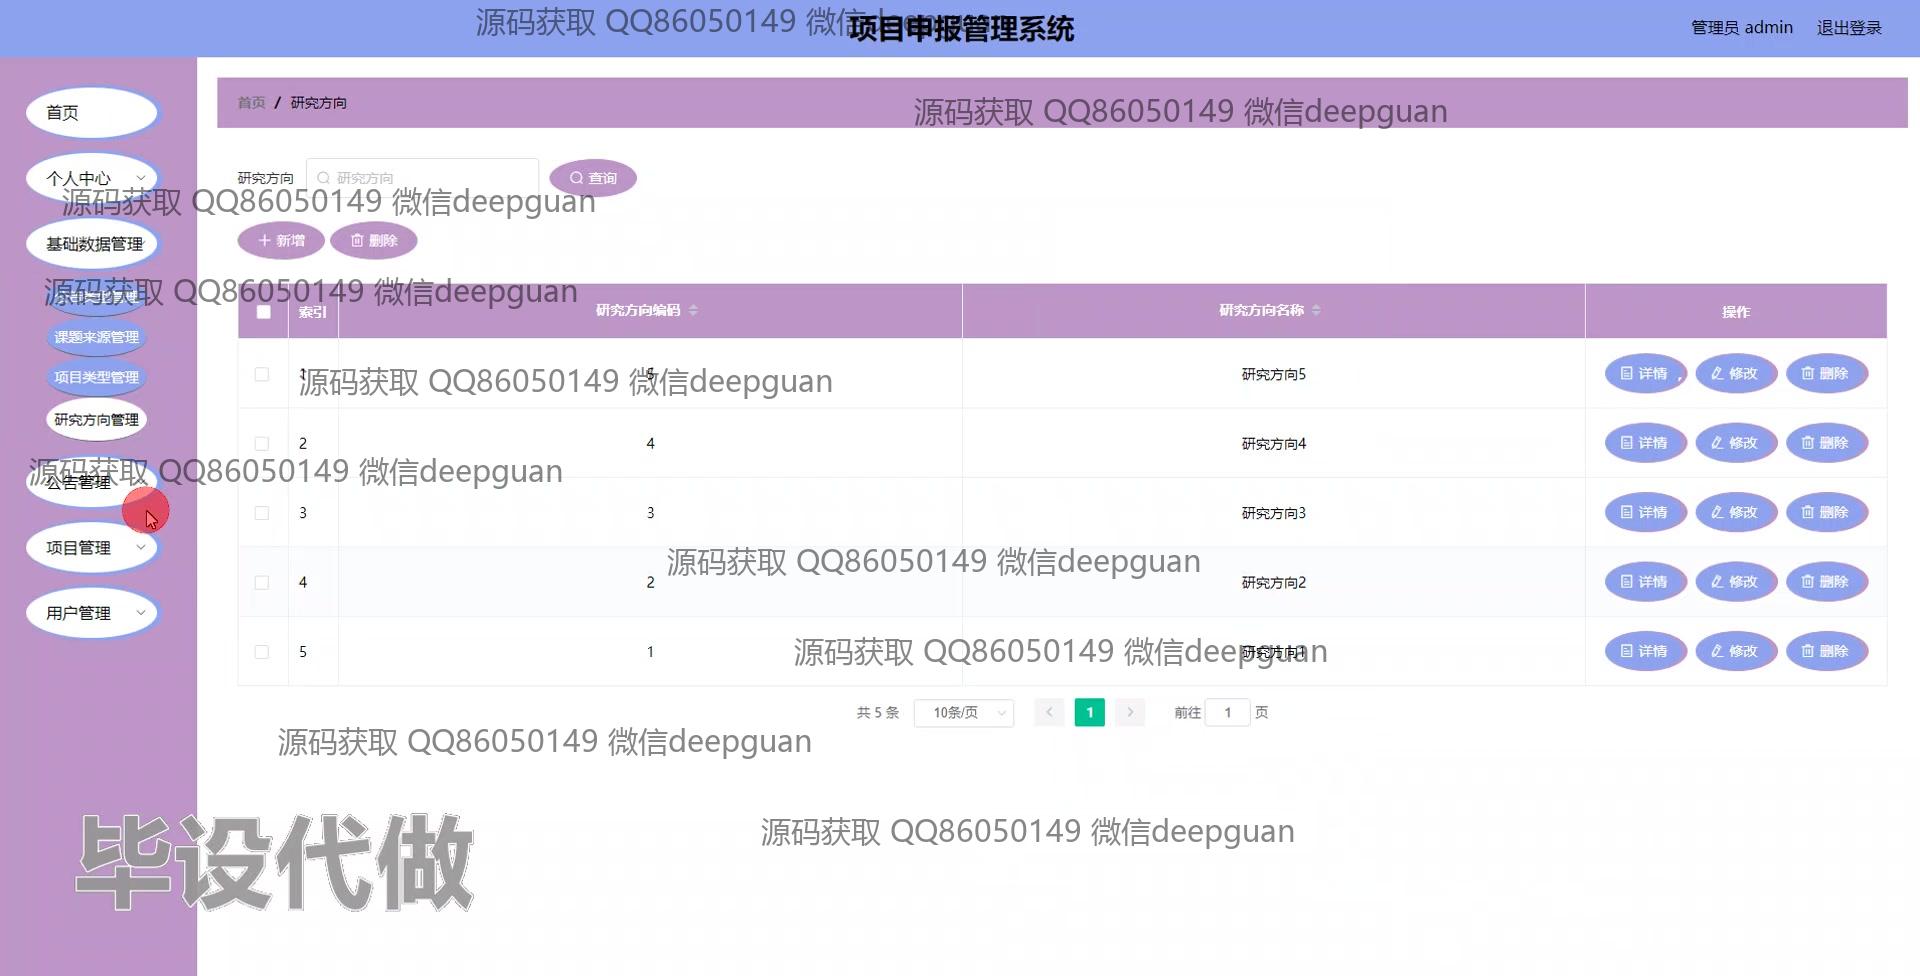 源码获取 QQ86050149 微信deepguan
项目申报管理系统
管理员 admin
退出登录
首页 / 研究方向
源码获取 QQ86050149 微信deepguan
首页
个人中心
研究方向
研究方向
查询
源码获取 QQ86050149 微信deepguan
基础数据管理
新增
删除
源码获取 QQ86050149 微信deepguan
索引
研究方向编码
研究方向名称
操作
课题来源管理
项目类型管理
研究方向管理
1
5
研究方向5
详情
修改
删除
源码获取 QQ86050149 微信deepguan
2
4
研究方向4
详情
修改
删除
源码获取 QQ86050149 微信deepguan
公告管理
3
3
研究方向3
详情
修改
删除
项目管理
源码获取 QQ86050149 微信deepguan
4
2
研究方向2
详情
修改
删除
用户管理
5
1
研究方向1
详情
修改
删除
源码获取 QQ86050149 微信deepguan
共 5 条
10条/页
1
前往 1 页
源码获取 QQ86050149 微信deepguan
源码获取 QQ86050149 微信deepguan
毕设代做